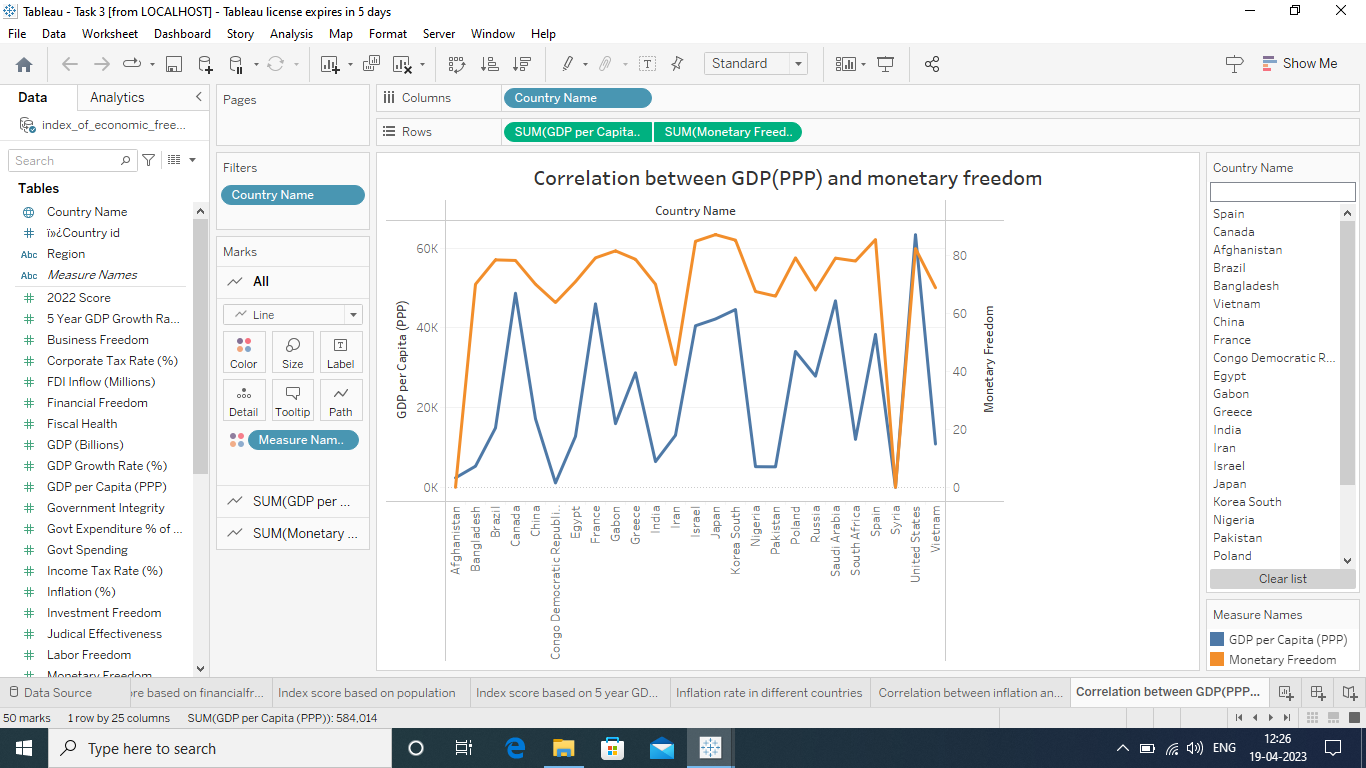 Tableau - Task 3 [from LOCALHOST] - Tableau license expires in 5 days
File Data Worksheet Dashboard Story Analysis Map Format Server Window Help
Standard
Show Me
Data Analytics
index_of_economic_free...
Search
Tables
Country Name
ï»¿Country id
Abc Region
Abc Measure Names
2022 Score
5 Year GDP Growth Ra...
Business Freedom
Corporate Tax Rate (%)
FDI Inflow (Millions)
Financial Freedom
Fiscal Health
GDP (Billions)
GDP Growth Rate (%)
GDP per Capita (PPP)
Government Integrity
Govt Expenditure % of ...
Govt Spending
Income Tax Rate (%)
Inflation (%)
Investment Freedom
Judical Effectiveness
Labor Freedom
Monetary Freedom
Pages
Filters
Country Name
Marks
All
Line
Color Size Label
Detail Tooltip Path
Measure Nam..
SUM(GDP per ...
SUM(Monetary ...
Columns Country Name
Rows SUM(GDP per Capita.. SUM(Monetary Freed..
Correlation between GDP(PPP) and monetary freedom
Country Name
GDP per Capita (PPP)
60K
40K
20K
0K
80
60
40
20
0
Monetary Freedom
Afghanistan
Bangladesh
Brazil
Canada
China
Congo Democratic Republi..
Egypt
France
Gabon
Greece
India
Iran
Israel
Japan
Korea South
Nigeria
Pakistan
Poland
Russia
Saudi Arabia
South Africa
Spain
Syria
United States
Vietnam
Country Name
Spain
Canada
Afghanistan
Brazil
Bangladesh
Vietnam
China
France
Congo Democratic R...
Egypt
Gabon
Greece
India
Iran
Israel
Japan
Korea South
Nigeria
Pakistan
Poland
Clear list
Measure Names
GDP per Capita (PPP)
Monetary Freedom
Data Source re based on financialfr... Index score based on population Index score based on 5 year GD... Inflation rate in different countries Correlation between inflation an... Correlation between GDP(PPP...
50 marks 1 row by 25 columns SUM(GDP per Capita (PPP)): 584,014
Type here to search
ENG
12:26
19-04-2023